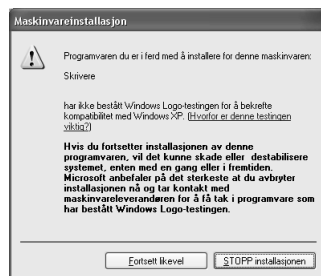 Maskinvareinstallasjon
Programvaren du er i ferd med å installere for denne maskinvaren:
Skrivere
har ikke bestått Windows Logo-testingen for å bekrefte
kompatibilitet med Windows XP. (Hvorfor er denne testingen
viktig?)
Hvis du fortsetter installasjonen av denne
programvaren, vil det kunne skade eller destabilisere
systemet, enten med en gang eller i fremtiden.
Microsoft anbefaler på det sterkeste at du avbryter
installasjonen nå og tar kontakt med
maskinvareleverandøren for å få tak i programvare som
har bestått Windows Logo-testingen.
Fortsett likevel
STOPP installasjonen